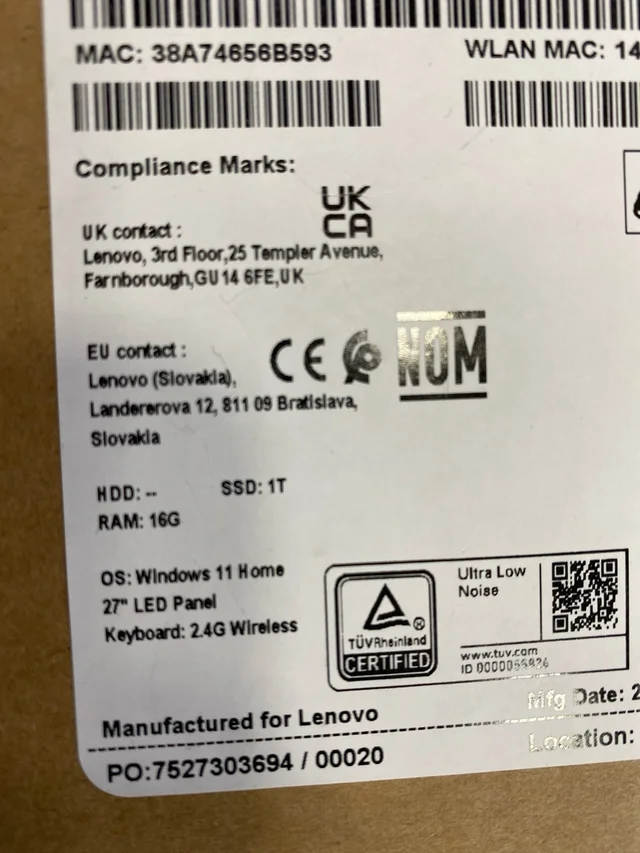 MAC: 38A74656B593
WLAN MAC: 14
Compliance Marks:
UK
CA
UK contact :
Lenovo, 3rd Floor,25 Templer Avenue,
Farnborough,GU14 6FE,UK
CE NOM
EU contact :
Lenovo (Slovakia),
Landererova 12, 811 09 Bratislava,
Slovakia
HDD: -- SSD: 1T
RAM: 16G
OS: Windows 11 Home
27" LED Panel
Keyboard: 2.4G Wireless
TÜVRheinland
CERTIFIED
Ultra Low
Noise
www.tuv.com
ID
Mfg Date: 2
Manufactured for Lenovo
Location:
PO:7527303694 / 00020